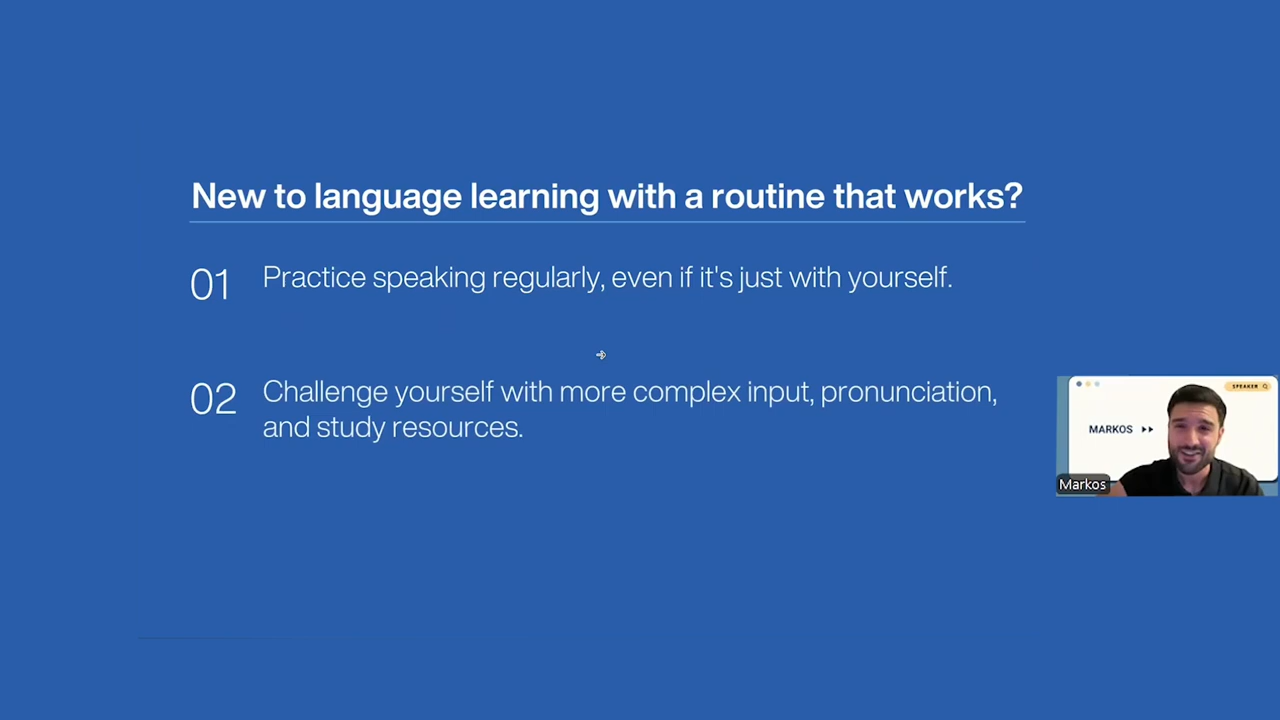 New to language learning with a routine that works?
01 Practice speaking regularly, even if it's just with yourself.
02 Challenge yourself with more complex input, pronunciation,
and study resources.
SPEAKER
MARKOS
Markos